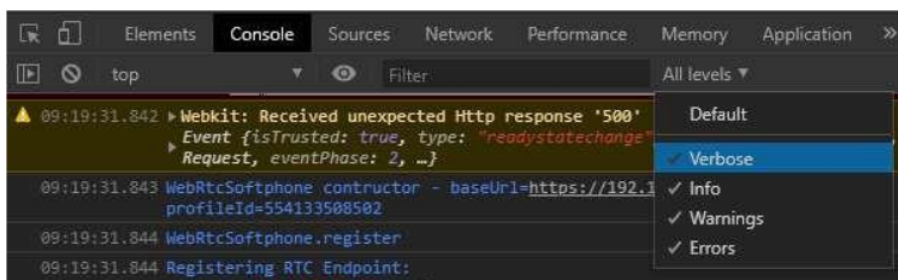 Elements Console Sources Network Performance Memory Application »
top ▼ Filter All levels ▼
09:19:31.842 ▸ Webkit: Received unexpected Http response '500'
▸ Event {isTrusted: true, type: "readystatechange"
Request, eventPhase: 2, …}
09:19:31.843 WebRtcSoftphone contructor - baseUrl=https://192.1
profileId=554133508502
09:19:31.844 WebRtcSoftphone.register
09:19:31.844 Registering RTC Endpoint:
Default
✓ Verbose
✓ Info
✓ Warnings
✓ Errors